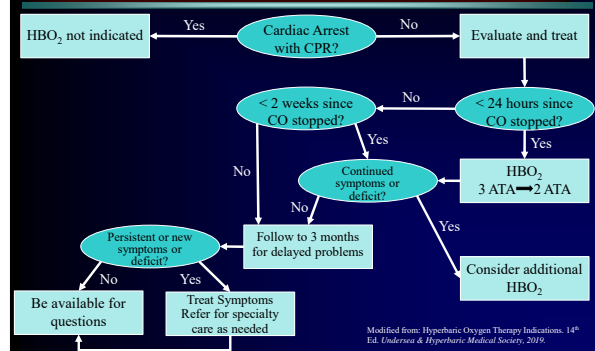 HBO₂ not indicated
Yes
Cardiac Arrest
with CPR?
No
Evaluate and treat
< 2 weeks since
CO stopped?
No
< 24 hours since
CO stopped?
Yes
Yes
No
Continued
symptoms or
deficit?
HBO₂
3 ATA➡2 ATA
No
Yes
Persistent or new
symptoms or
deficit?
Follow to 3 months
for delayed problems
Consider additional
HBO₂
No
Yes
Be available for
questions
Treat Symptoms
Refer for specialty
care as needed
Modified from: Hyperbaric Oxygen Therapy Indications. 14th
Ed. Undersea & Hyperbaric Medical Society, 2019.